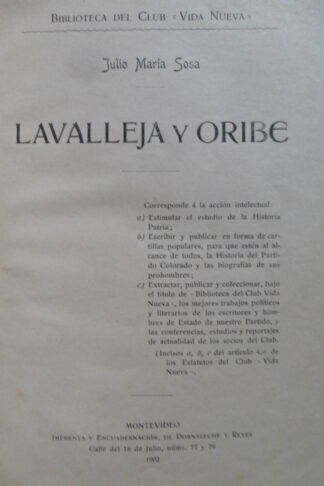 BIBLIOTECA DEL CLUB «VIDA NUEVA»
Julio María Sosa
LAVALLEJA Y ORIBE
Corresponde á la acción intelectual:
a) Estimular el estudio de la Historia
Patria;
b) Escribir y publicar en forma de car-
tillas populares, para que estén al al-
cance de todos, la Historia del Parti-
do Colorado y las biografías de sus
prohombres;
c) Extractar, publicar y coleccionar, bajo
el título de «Biblioteca del Club Vida
Nueva», los mejores trabajos políticos
y literarios de los escritores y hom-
bres de Estado de nuestro Partido, y
las conferencias, estudios y reportajes
de actualidad de los socios del Club.
(Incisos a, b, c del artículo 4.º de
los Estatutos del Club «Vida
Nueva».
MONTEVIDEO
IMPRENTA Y ENCUADERNACIÓN, DE DORNALECHE Y REYES
Calle del 18 de Julio, núms. 77 y 79
1902